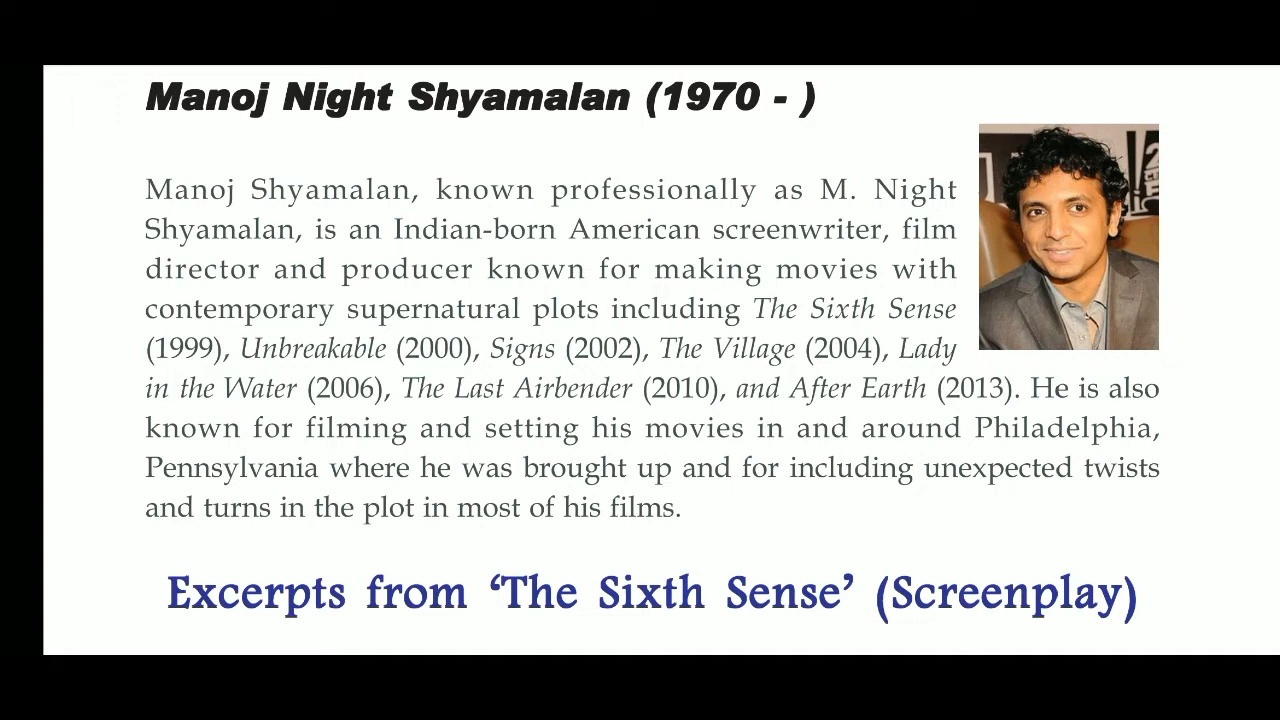 Manoj Night Shyamalan (1970 - )
Manoj Shyamalan, known professionally as M. Night
Shyamalan, is an Indian-born American screenwriter, film
director and producer known for making movies with
contemporary supernatural plots including The Sixth Sense
(1999), Unbreakable (2000), Signs (2002), The Village (2004), Lady
in the Water (2006), The Last Airbender (2010), and After Earth (2013). He is also
known for filming and setting his movies in and around Philadelphia,
Pennsylvania where he was brought up and for including unexpected twists
and turns in the plot in most of his films.
Excerpts from ‘The Sixth Sense’ (Screenplay)